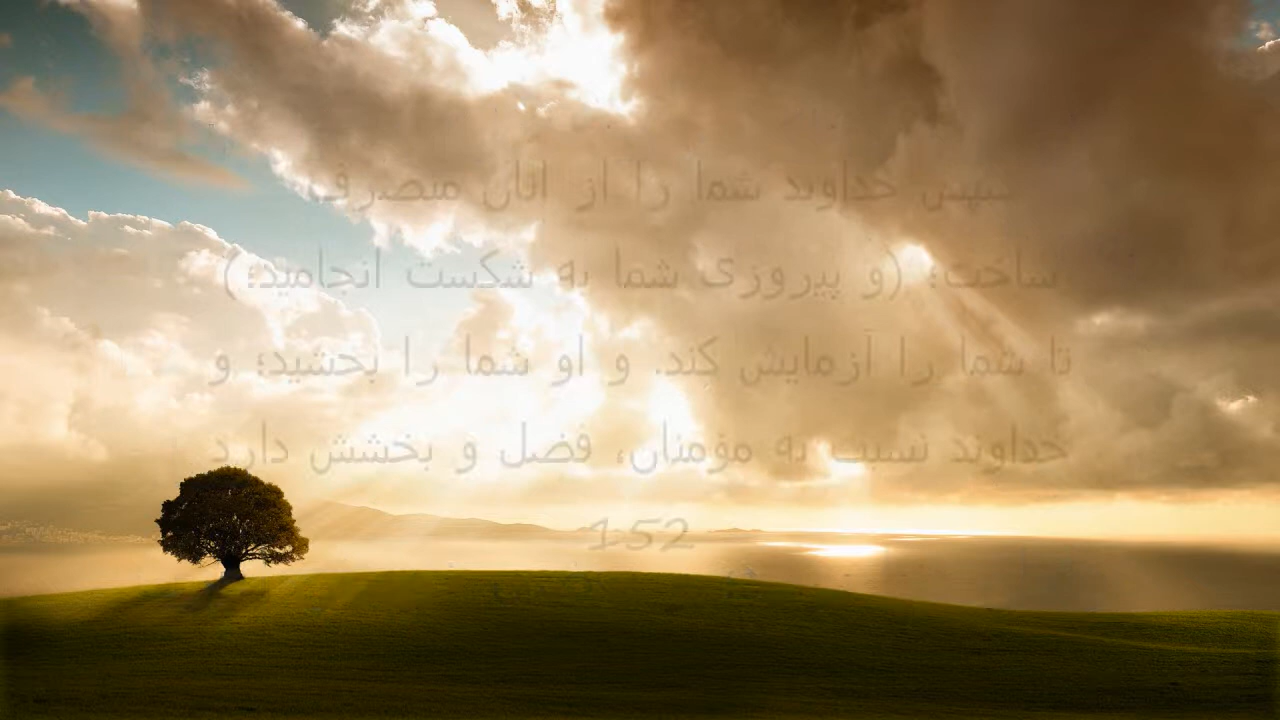 سپس خداوند شما را از آنان منصرف
ساخت؛ (و پیروزی شما به شکست انجامید؛)
تا شما را آزمایش کند. و او شما را بخشید؛ و
خداوند نسبت به مؤمنان، فضل و بخشش دارد
152